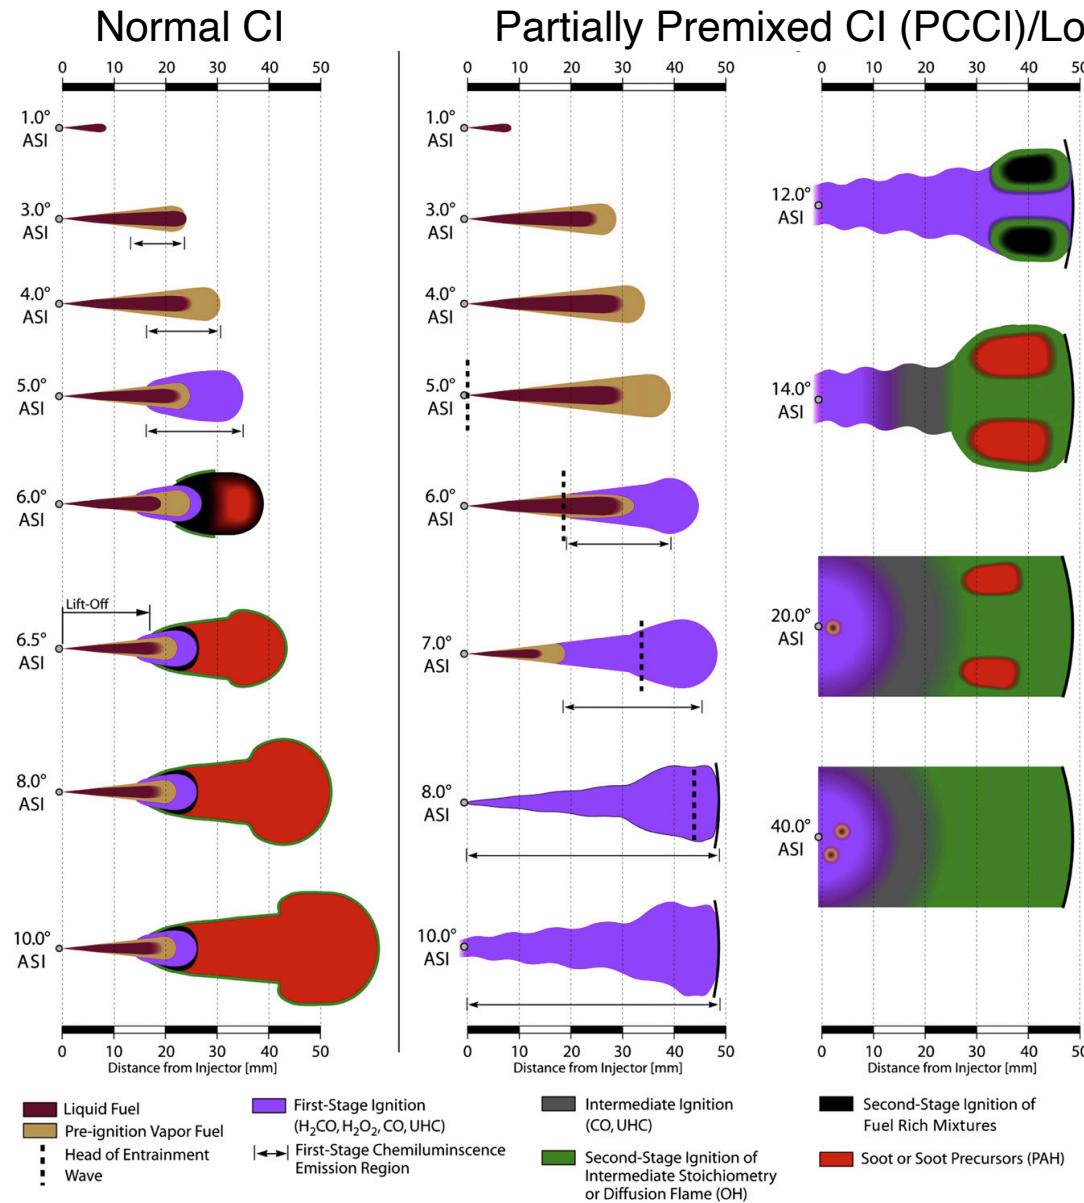 Normal CI
Partially Premixed CI (PCCI)/Lo
0 10 20 30 40 50
0 10 20 30 40 50
0 10 20 30 40 50
1.0°
ASI
3.0°
ASI
4.0°
ASI
5.0°
ASI
6.0°
ASI
Lift-Off
6.5°
ASI
8.0°
ASI
10.0°
ASI
0 10 20 30 40 50
Distance from Injector [mm]
1.0°
ASI
3.0°
ASI
4.0°
ASI
5.0°
ASI
6.0°
ASI
7.0°
ASI
8.0°
ASI
10.0°
ASI
0 10 20 30 40 50
Distance from Injector [mm]
12.0°
ASI
14.0°
ASI
20.0°
ASI
40.0°
ASI
0 10 20 30 40 50
Distance from Injector [mm]
Liquid Fuel
Pre-ignition Vapor Fuel
Head of Entrainment
Wave
First-Stage Ignition
(H₂CO, H₂O₂, CO, UHC)
First-Stage Chemiluminscence
Emission Region
Intermediate Ignition
(CO, UHC)
Second-Stage Ignition of
Intermediate Stoichiometry
or Diffusion Flame (OH)
Second-Stage Ignition of
Fuel Rich Mixtures
Soot or Soot Precursors (PAH)